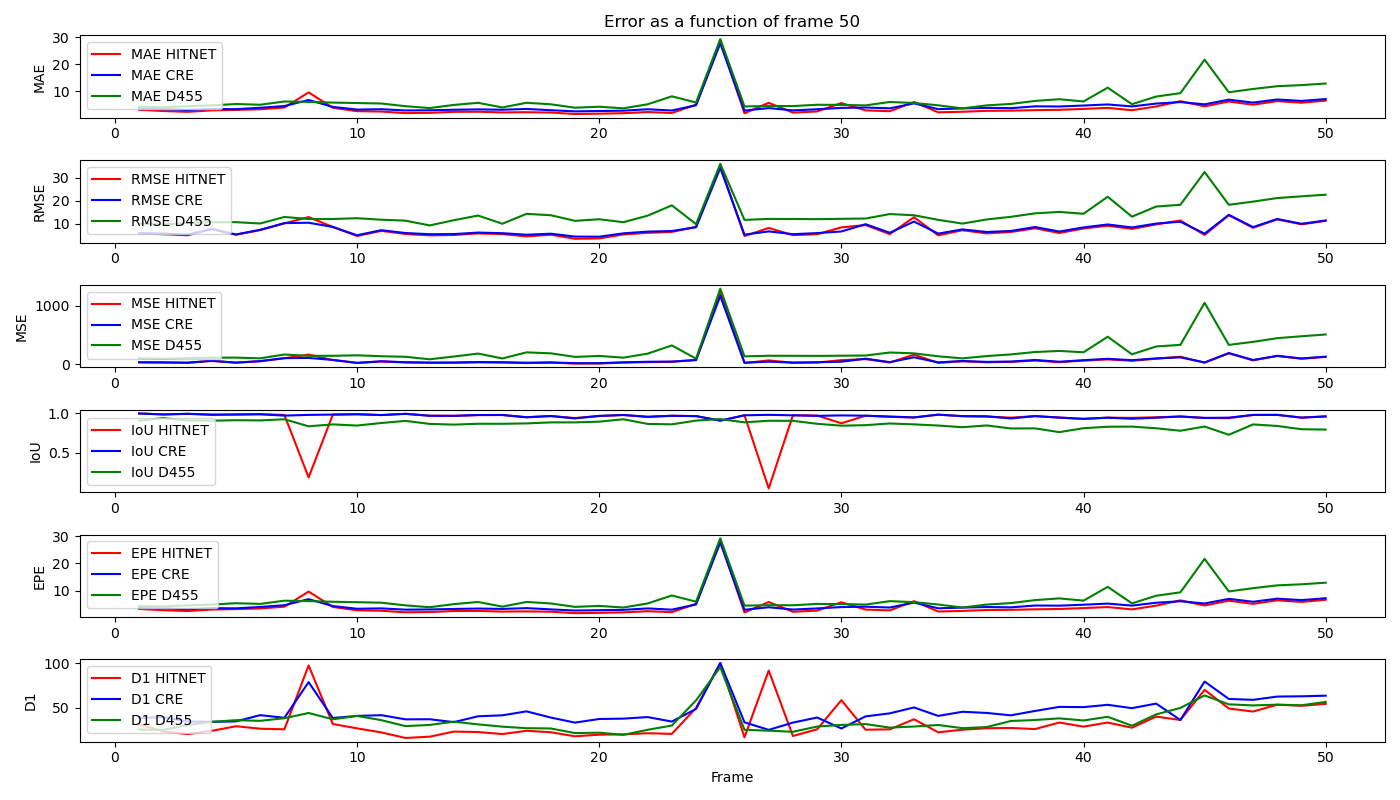 Error as a function of frame 50
MAE
30
20
10
MAE HITNET
MAE CRE
MAE D455
0 10 20 30 40 50
RMSE
30
20
10
RMSE HITNET
RMSE CRE
RMSE D455
0 10 20 30 40 50
MSE
1000
0
MSE HITNET
MSE CRE
MSE D455
0 10 20 30 40 50
IoU
1.0
0.5
IoU HITNET
IoU CRE
IoU D455
0 10 20 30 40 50
EPE
30
20
10
EPE HITNET
EPE CRE
EPE D455
0 10 20 30 40 50
D1
100
50
D1 HITNET
D1 CRE
D1 D455
0 10 20 30 40 50
Frame